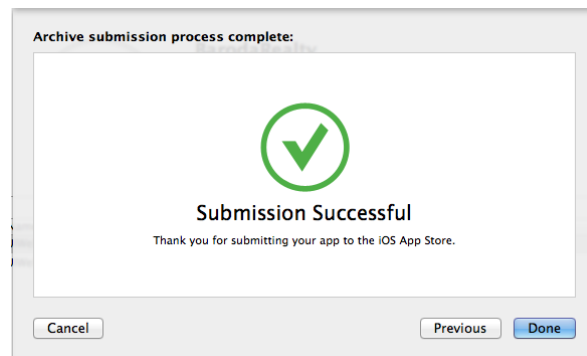 Archive submission process complete:
BarodaRealty
Submission Successful
Thank you for submitting your app to the iOS App Store.
Cancel
Previous
Done